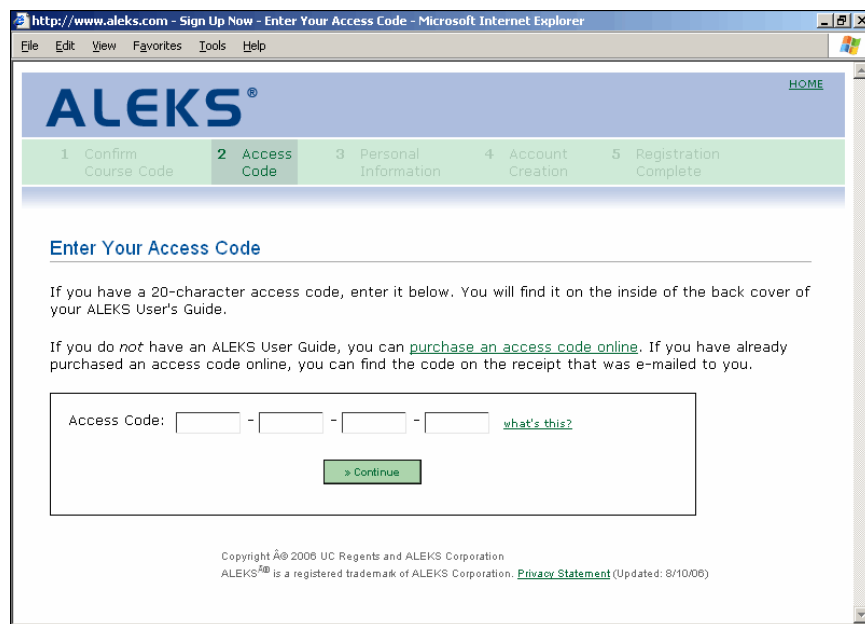 http://www.aleks.com - Sign Up Now - Enter Your Access Code - Microsoft Internet Explorer
File Edit View Favorites Tools Help
HOME
ALEKS®
1 Confirm Course Code 2 Access Code 3 Personal Information 4 Account Creation 5 Registration Complete
Enter Your Access Code
If you have a 20-character access code, enter it below. You will find it on the inside of the back cover of
your ALEKS User's Guide.
If you do not have an ALEKS User Guide, you can purchase an access code online. If you have already
purchased an access code online, you can find the code on the receipt that was e-mailed to you.
Access Code: - - - what's this?
» Continue
Copyright Â® 2006 UC Regents and ALEKS Corporation
ALEKSÂ® is a registered trademark of ALEKS Corporation. Privacy Statement (Updated: 8/10/06)